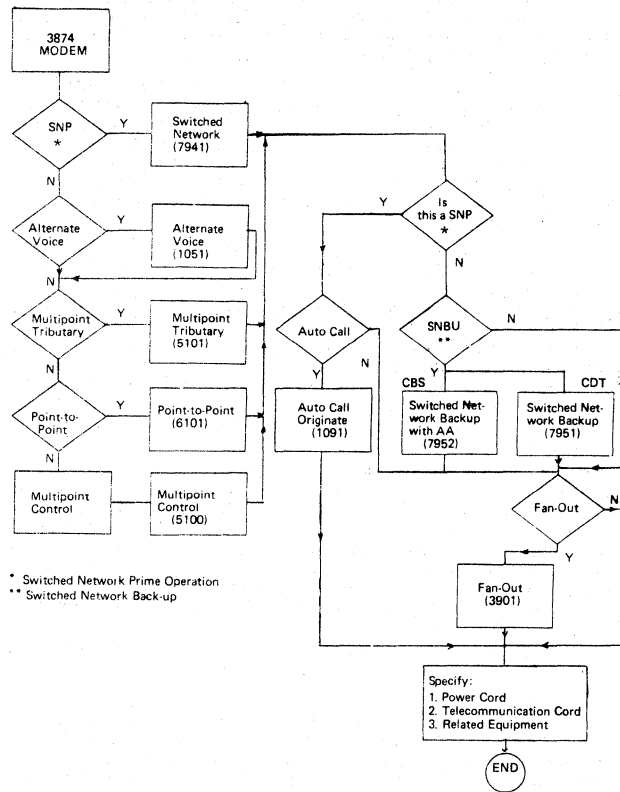 3874
MODEM
SNP
*
Y
Switched
Network
(7941)
N
Alternate
Voice
Y
Alternate
Voice
(1051)
N
Multipoint
Tributary
Y
Multipoint
Tributary
(5101)
N
Point-to-
Point
Y
Point-to-Point
(6101)
N
Multipoint
Control
Multipoint
Control
(5100)
Is
this a SNP
*
Y
N
Auto Call
N
Y
Auto Call
Originate
(1091)
SNBU
**
N
Y
CBS
Switched Net-
work Backup
with AA
(7952)
CDT
Switched Net-
work Backup
(7951)
Fan-Out
N
Y
Fan-Out
(3901)
* Switched Network Prime Operation
** Switched Network Back-up
Specify:
1. Power Cord
2. Telecommunication Cord
3. Related Equipment
END